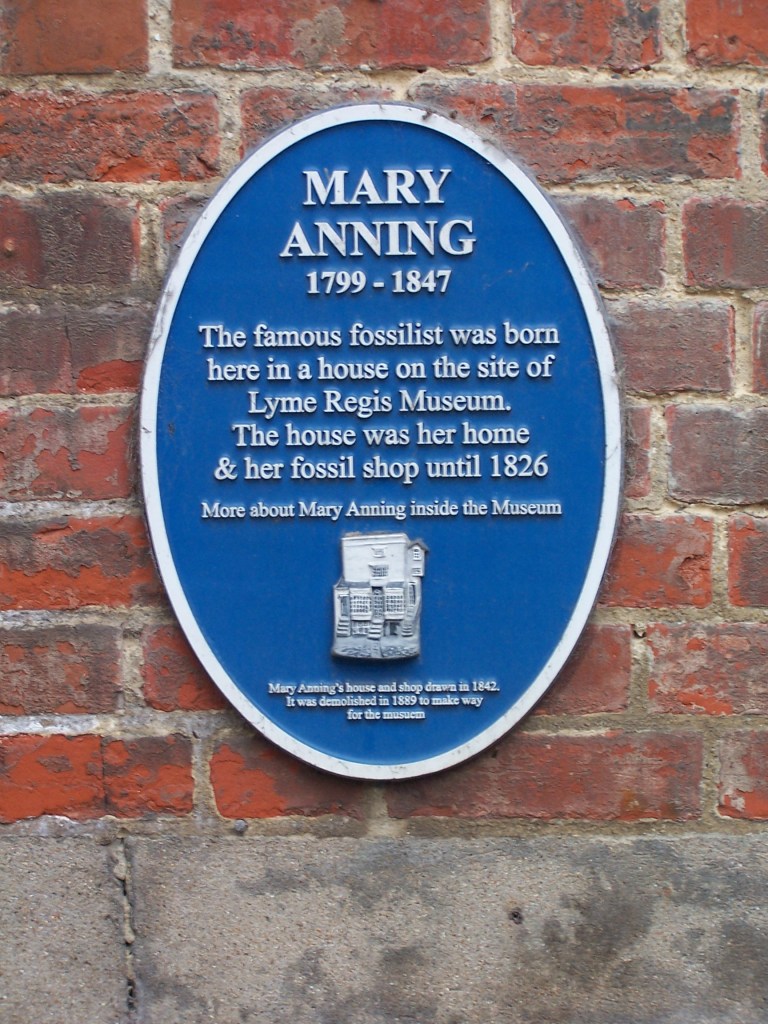 MARY
ANNING
1799 - 1847
The famous fossilist was born
here in a house on the site of
Lyme Regis Museum.
The house was her home
& her fossil shop until 1826
More about Mary Anning inside the Museum
Mary Anning's house and shop drawn in 1842.
It was demolished in 1889 to make way
for the musuem